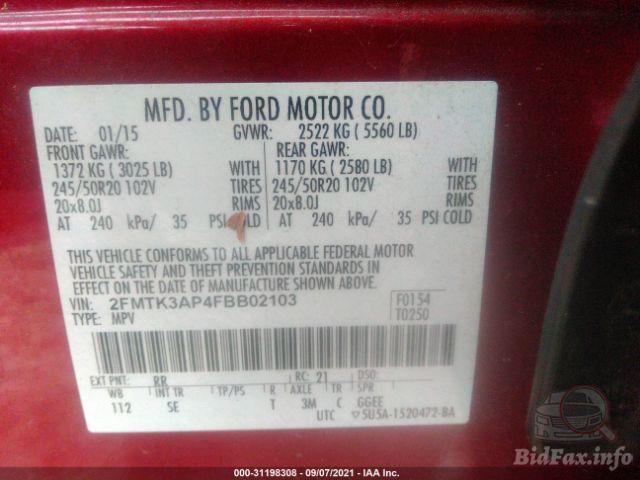 MFD. BY FORD MOTOR CO.
DATE: 01/15 GVWR: 2522 KG ( 5560 LB)
FRONT GAWR: REAR GAWR:
1372 KG ( 3025 LB) WITH 1170 KG ( 2580 LB) WITH
245/50R20 102V TIRES 245/50R20 102V TIRES
20x8.0J RIMS 20x8.0J RIMS
AT 240 kPa/ 35 PSI COLD AT 240 kPa/ 35 PSI COLD
THIS VEHICLE CONFORMS TO ALL APPLICABLE FEDERAL MOTOR
VEHICLE SAFETY AND THEFT PREVENTION STANDARDS IN
EFFECT ON THE DATE OF MANUFACTURE SHOWN ABOVE.
VIN: 2FMTK3AP4FBB02103 F0154
TYPE: MPV T0250
EXT PNT: RR RC: 21 DSO:
WB INT TR TP/PS R AXLE TR SPR
112 SE T 3M C GGEE
UTC 5U5A-1520472-BA
000-31198308 - 09/07/2021 - IAA Inc.
BidFax.info